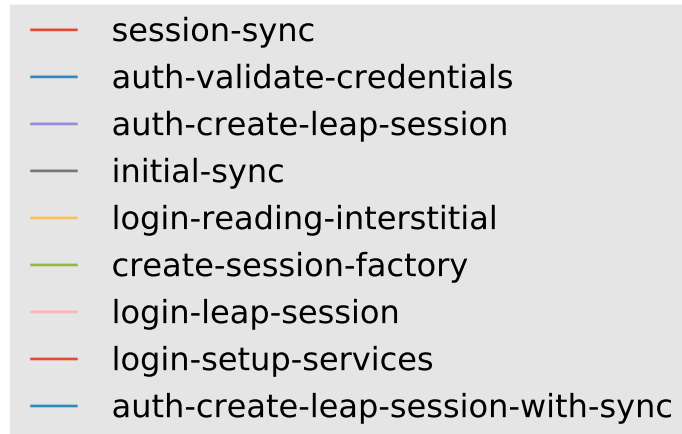 session-sync
auth-validate-credentials
auth-create-leap-session
initial-sync
login-reading-interstitial
create-session-factory
login-leap-session
login-setup-services
auth-create-leap-session-with-sync